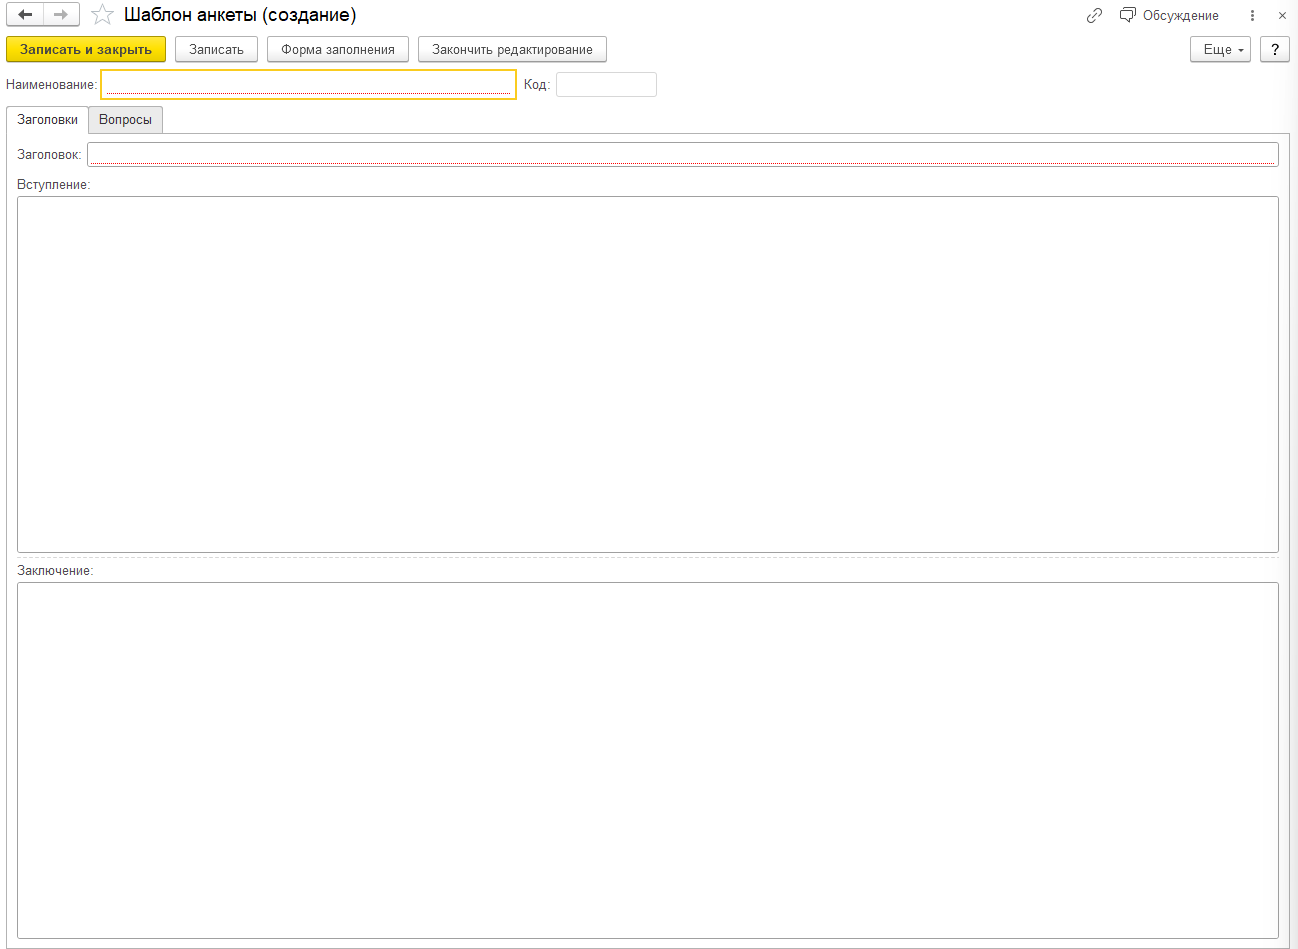 Шаблон анкеты (создание)
Обсуждение
Записать и закрыть
Записать
Форма заполнения
Закончить редактирование
Еще
?
Наименование:
Код:
Заголовки
Вопросы
Заголовок:
Вступление:
Заключение: